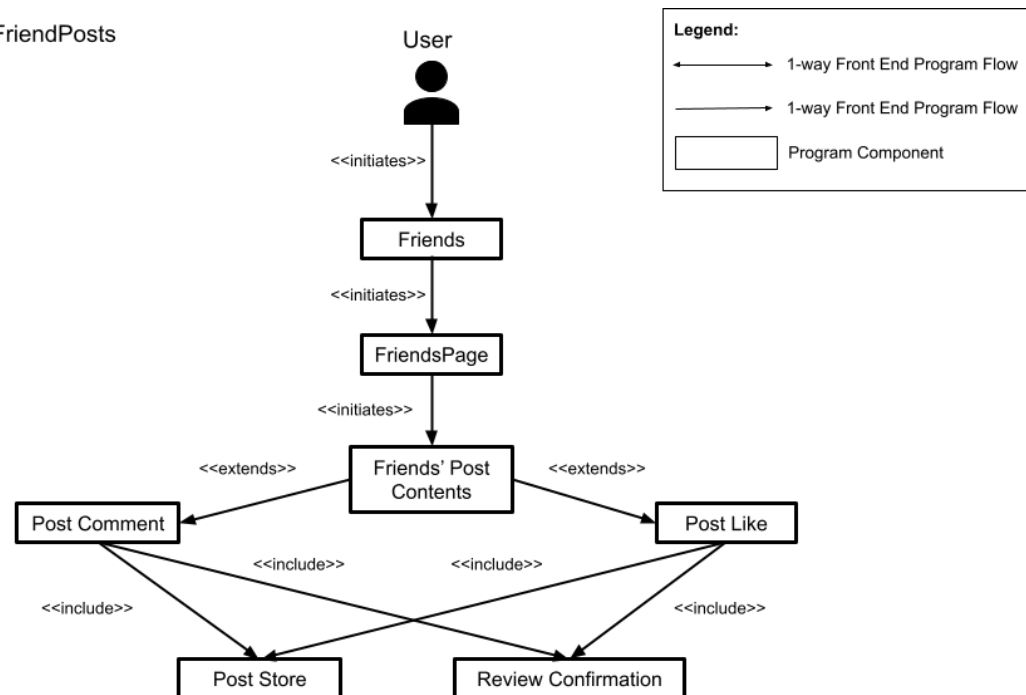 FriendPosts
User
Legend:
1-way Front End Program Flow
1-way Front End Program Flow
Program Component
<<initiates>>
Friends
<<initiates>>
FriendsPage
<<initiates>>
Friends’ Post
Contents
<<extends>>
<<extends>>
Post Comment
Post Like
<<include>>
<<include>>
<<include>>
<<include>>
Post Store
Review Confirmation